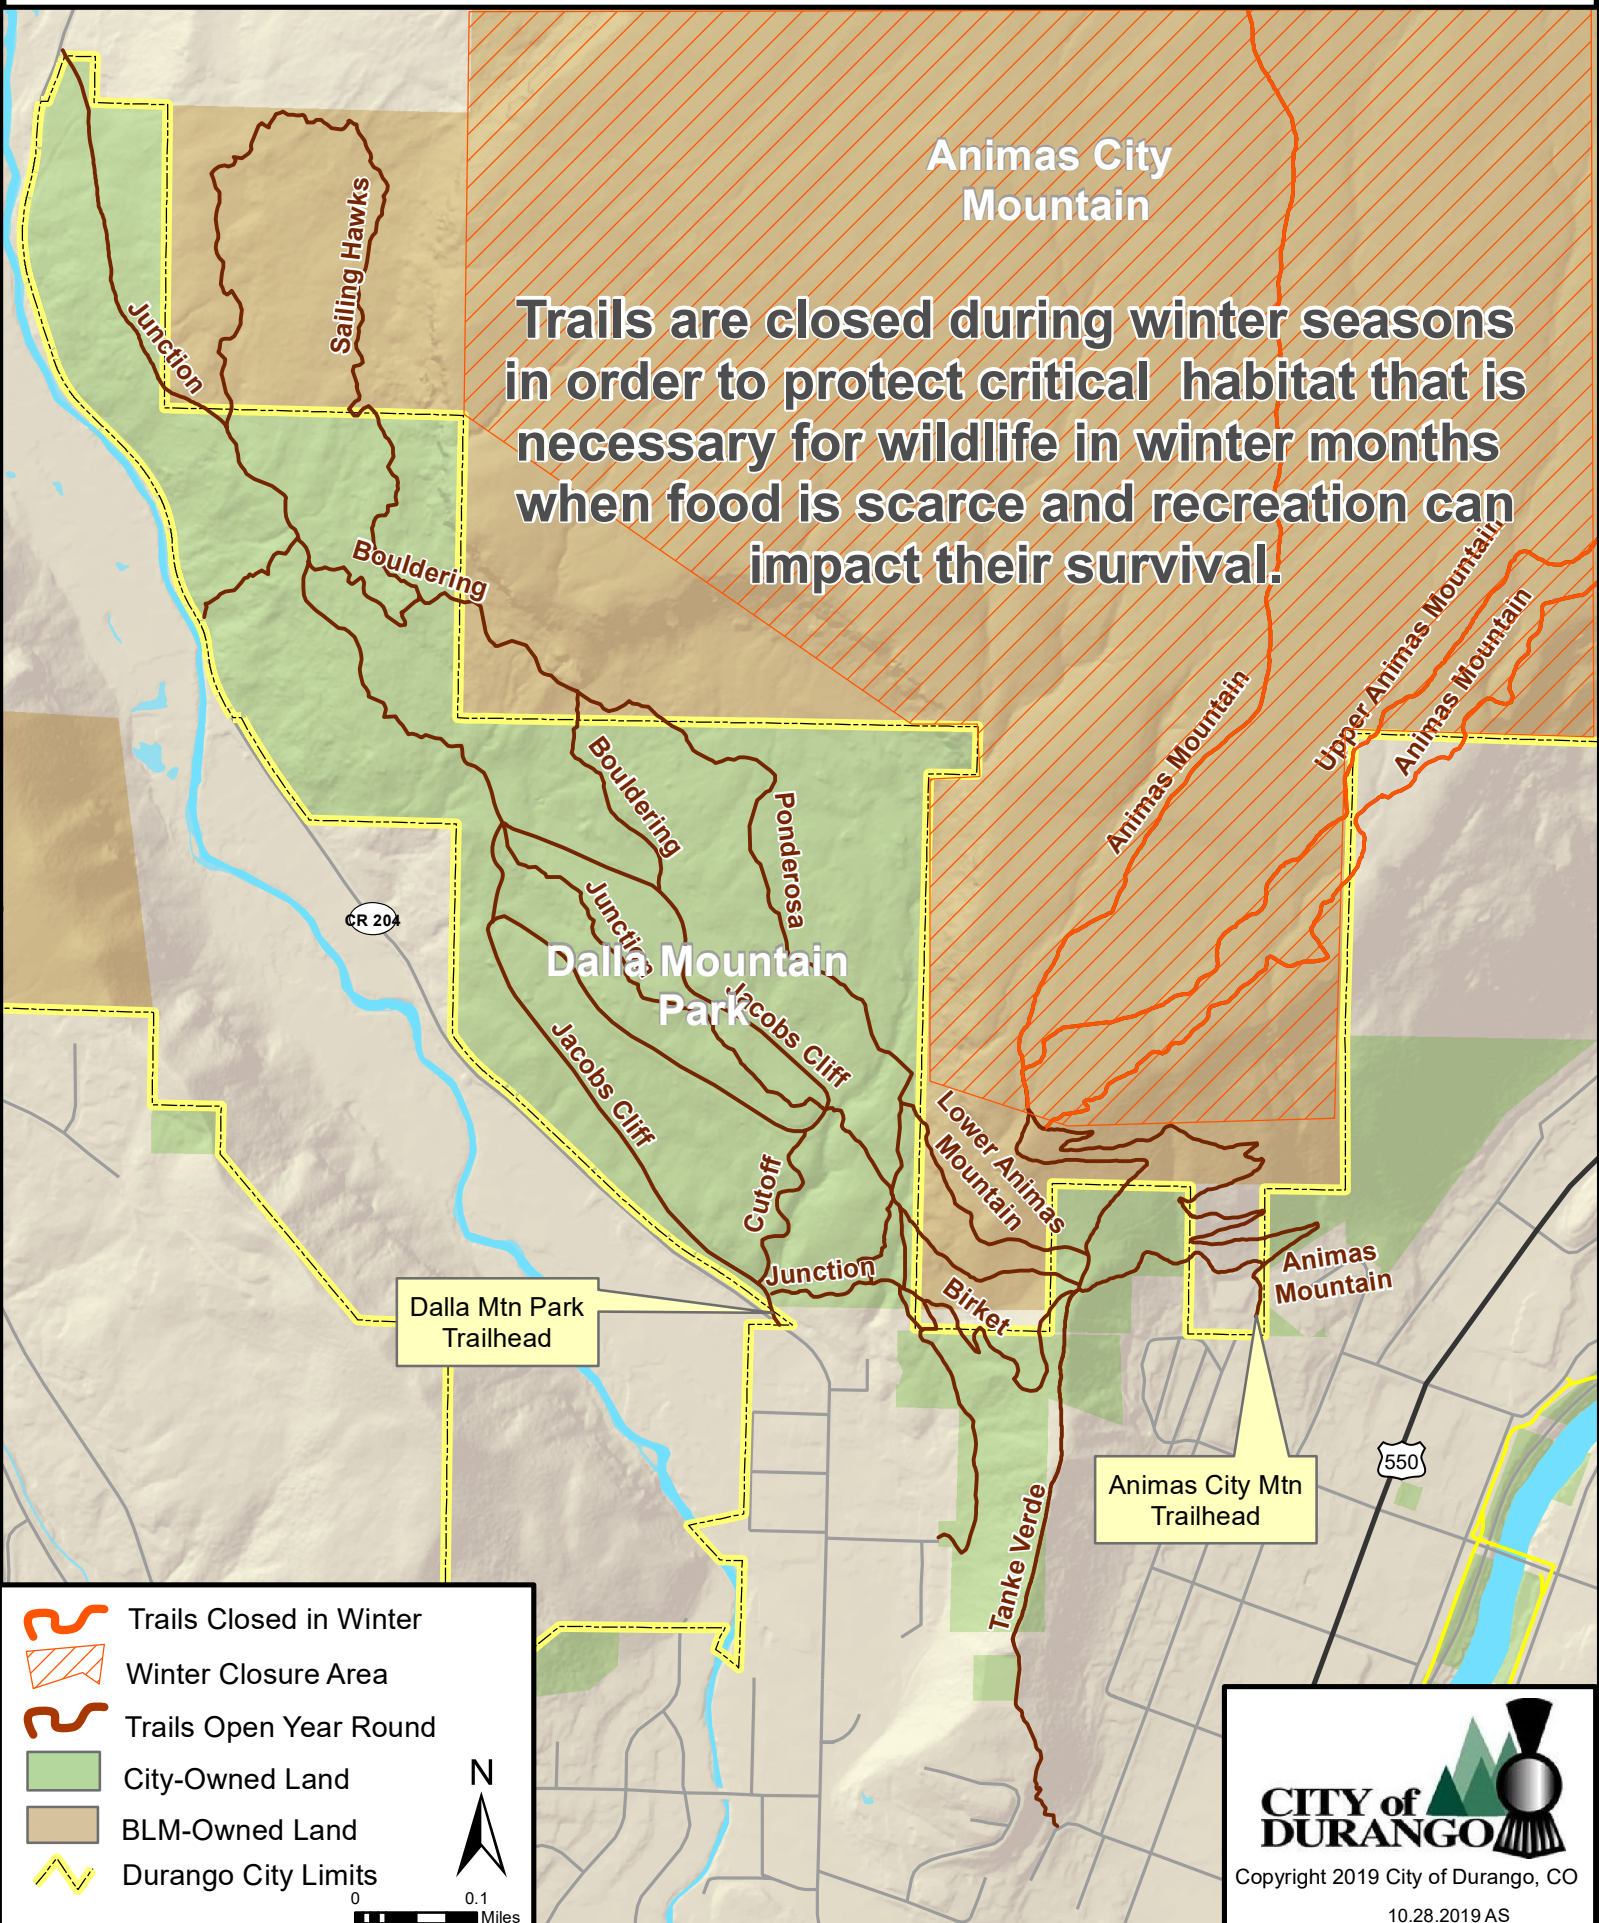 Animas City
Mountain
Trails are closed during winter seasons
in order to protect critical habitat that is
necessary for wildlife in winter months
when food is scarce and recreation can
impact their survival.
Sailing Hawks
Junction
Bouldering
Upper Animas Mountain
Animas Mountain
Animas Mountain
Bouldering
Ponderosa
Junction
CR 204
Dalla Mountain
Park
Jacobs Cliff
Jacobs Cliff
Lower Animas
Mountain
Cutoff
Junction
Birket
Animas
Mountain
Dalla Mtn Park
Trailhead
Animas City Mtn
Trailhead
550
Tanke Verde
Trails Closed in Winter
Winter Closure Area
Trails Open Year Round
City-Owned Land
BLM-Owned Land
Durango City Limits
N
0 0.1
Miles
CITY of
DURANGO
Copyright 2019 City of Durango, CO
10.28.2019 AS